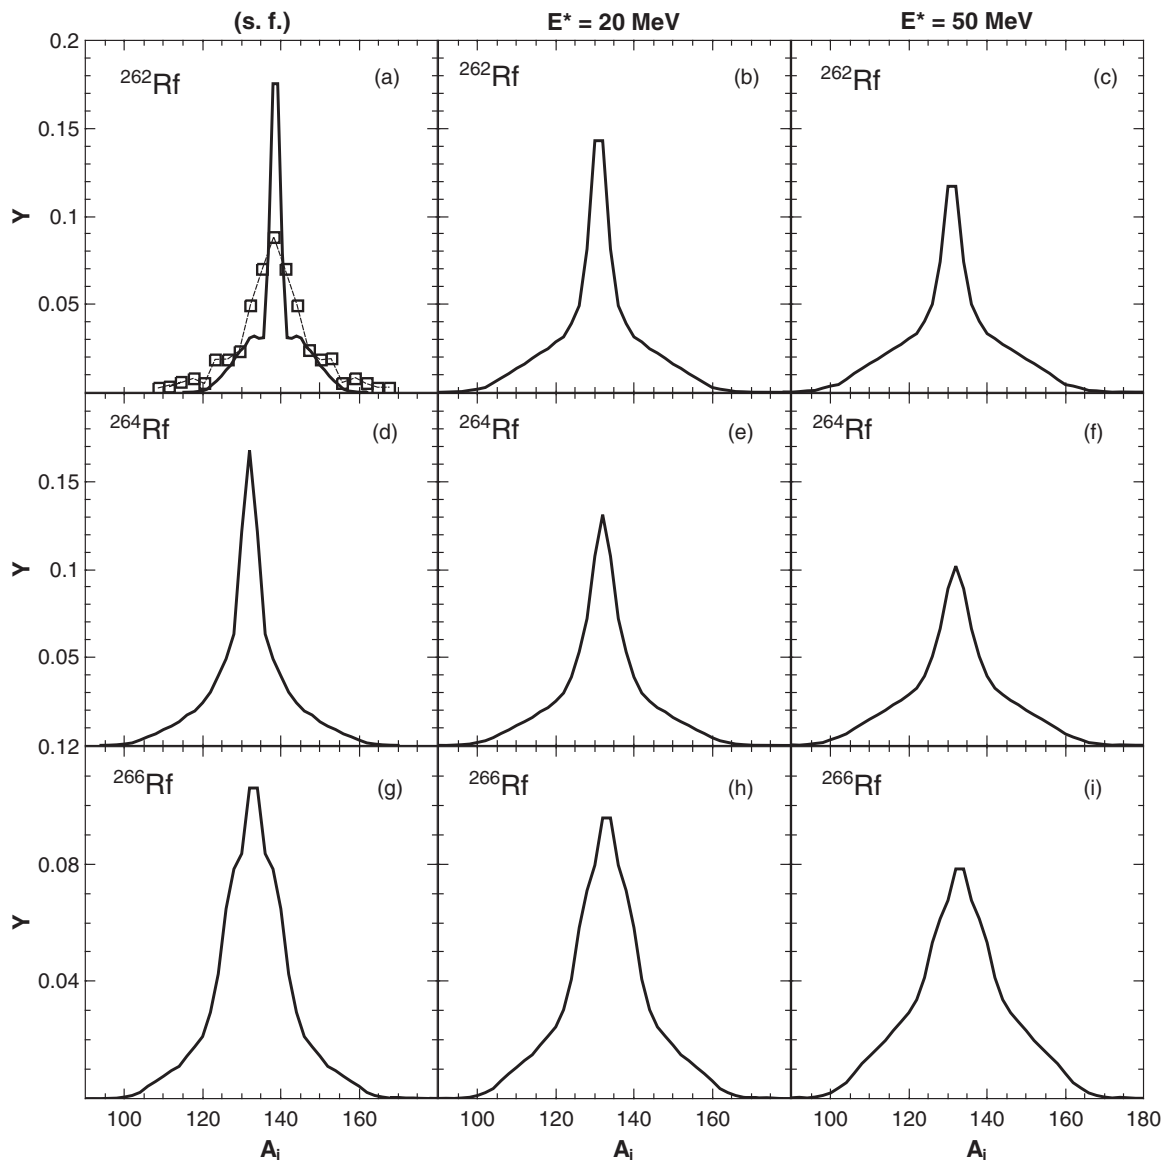 (s. f.) E* = 20 MeV E* = 50 MeV
0.2
²⁶²Rf (a) ²⁶²Rf (b) ²⁶²Rf (c)
0.15
Y
0.1
0.05
²⁶⁴Rf (d) ²⁶⁴Rf (e) ²⁶⁴Rf (f)
0.15
Y
0.1
0.05
0.12
²⁶⁶Rf (g) ²⁶⁶Rf (h) ²⁶⁶Rf (i)
0.08
Y
0.04
100 120 140 160 100 120 140 160 100 120 140 160 180
Aᵢ Aᵢ Aᵢ